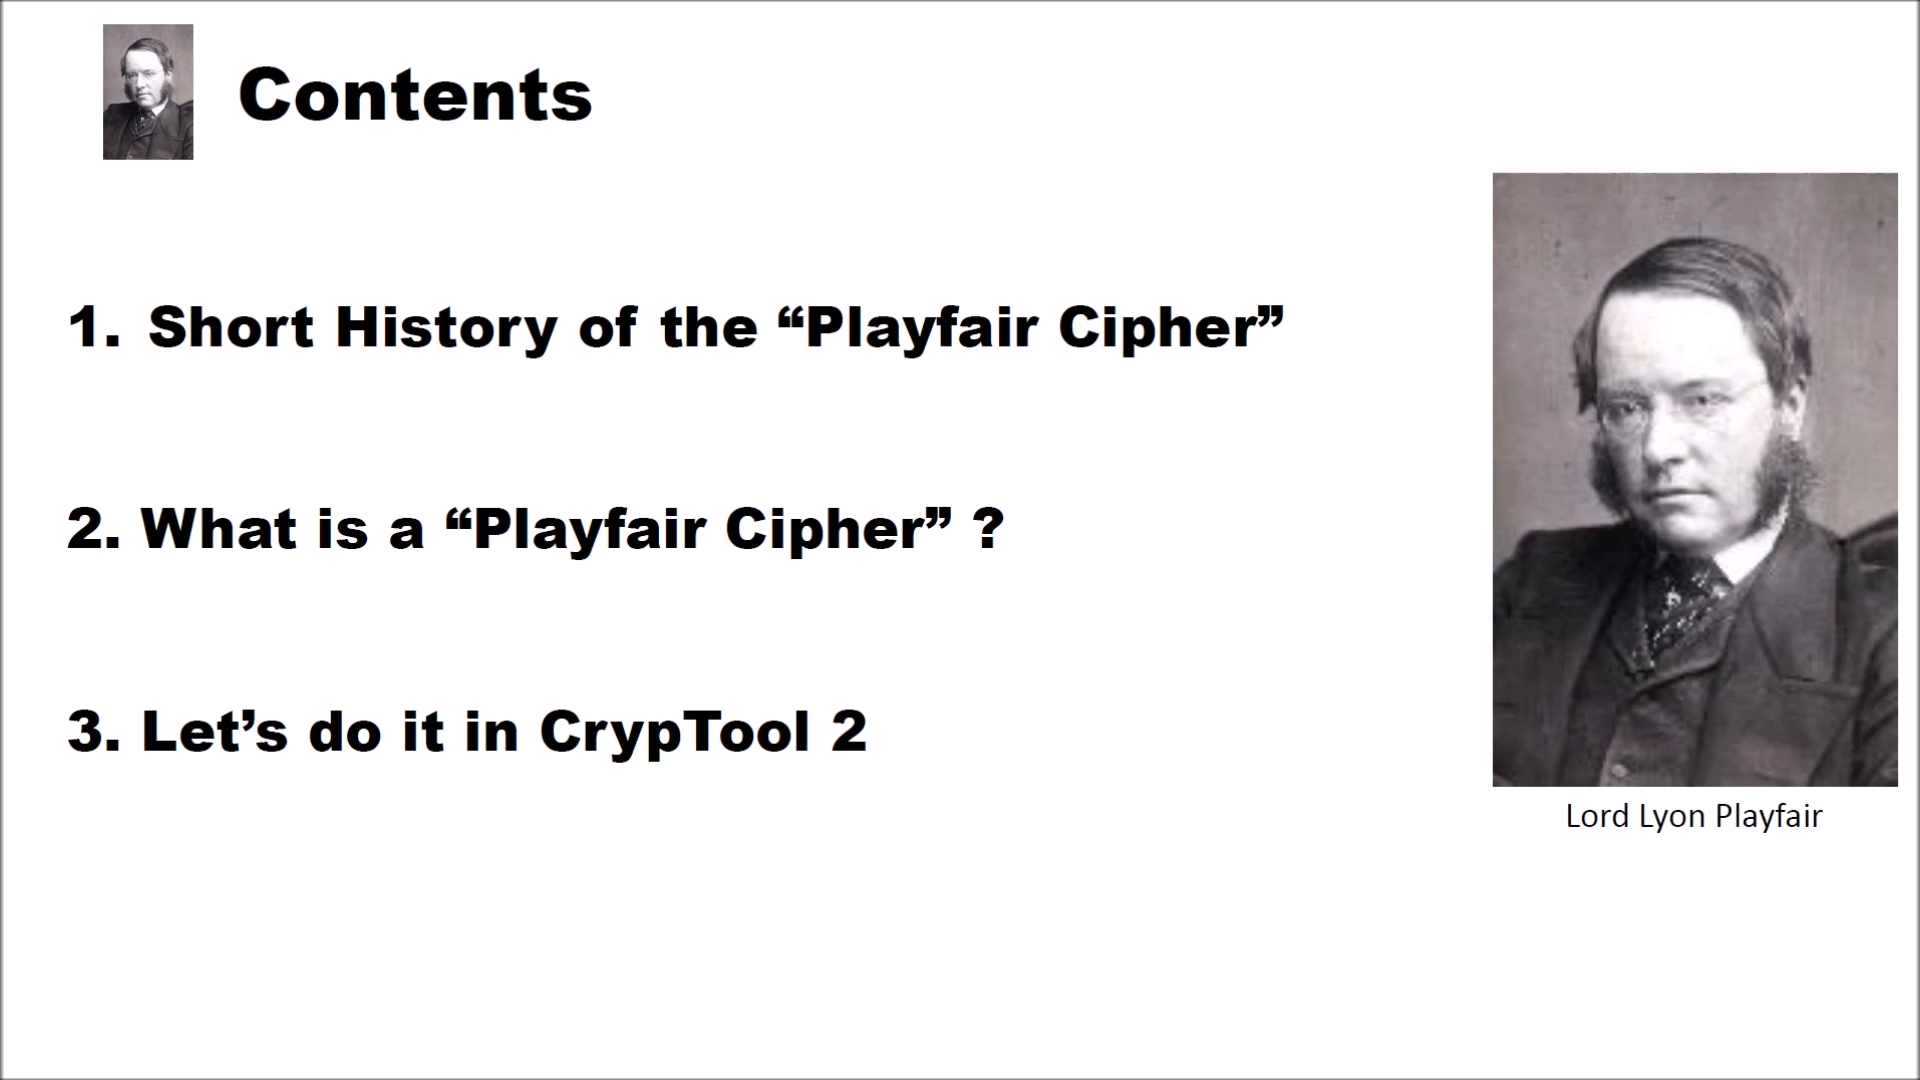 Contents
1. Short History of the “Playfair Cipher”
2. What is a “Playfair Cipher” ?
3. Let’s do it in CrypTool 2
Lord Lyon Playfair